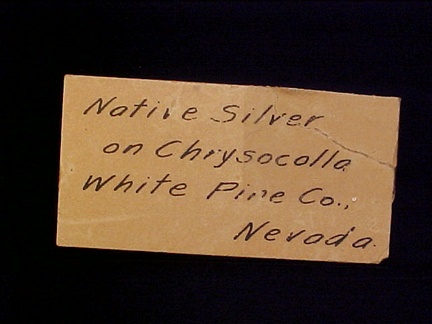 Native Silver
on Chrysocolla
White Pine Co.,
Nevada.